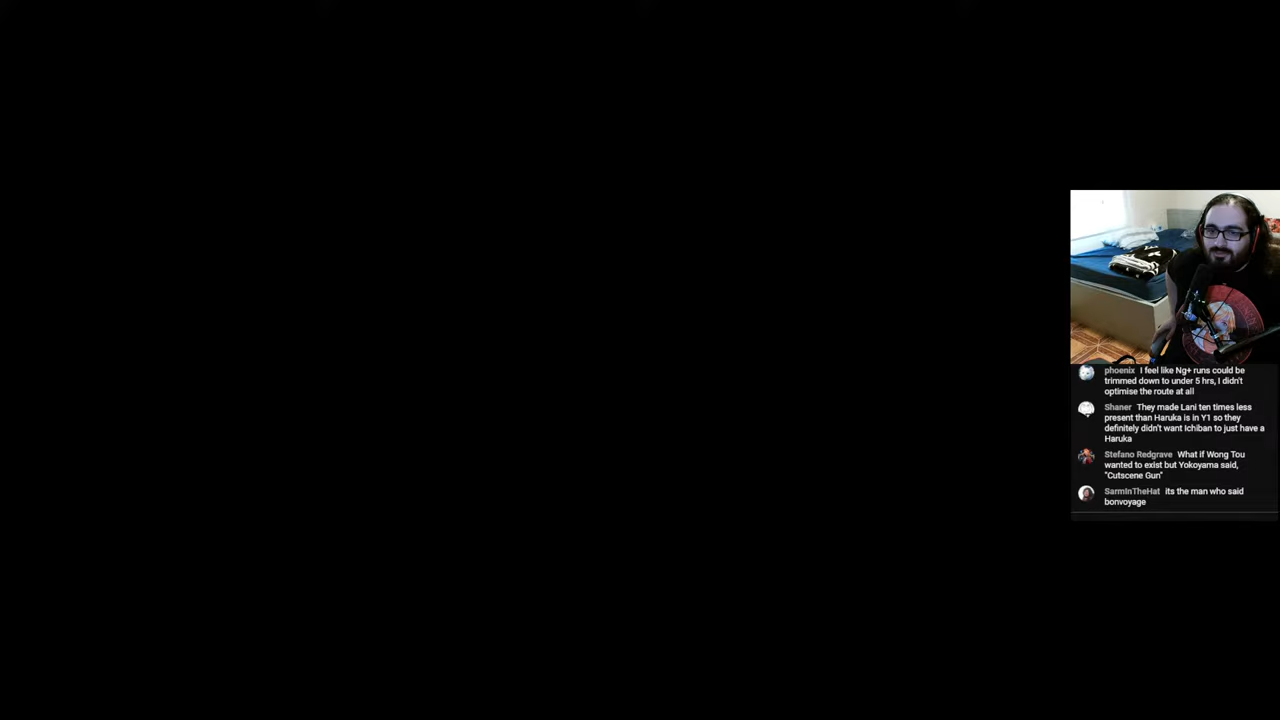 phoenix I feel like Ng+ runs could be
trimmed down to under 5 hrs, I didn't
optimise the route at all
Shaner They made Lani ten times less
present than Haruka is in Y1 so they
definitely didn't want Ichiban to just have a
Haruka
Stefano Redgrave What if Wong Tou
wanted to exist but Yokoyama said,
"Cutscene Gun"
SarmInTheHat its the man who said
bonvoyage